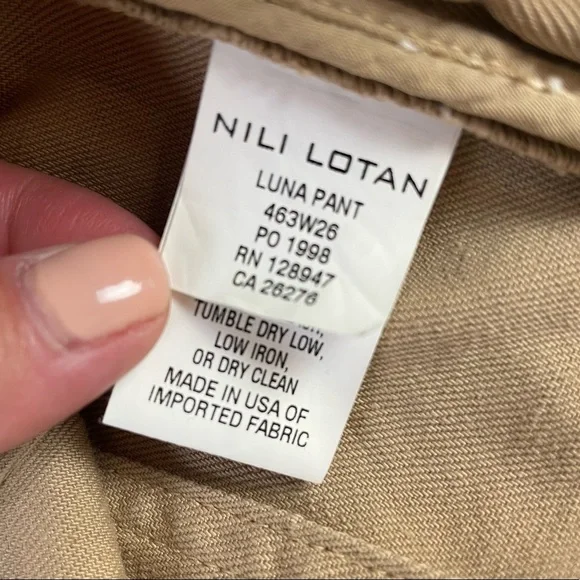 NILI LOTAN
LUNA PANT
463W26
PO 1998
RN 128947
CA 26276
TUMBLE DRY LOW,
LOW IRON,
OR DRY CLEAN
MADE IN USA OF
IMPORTED FABRIC